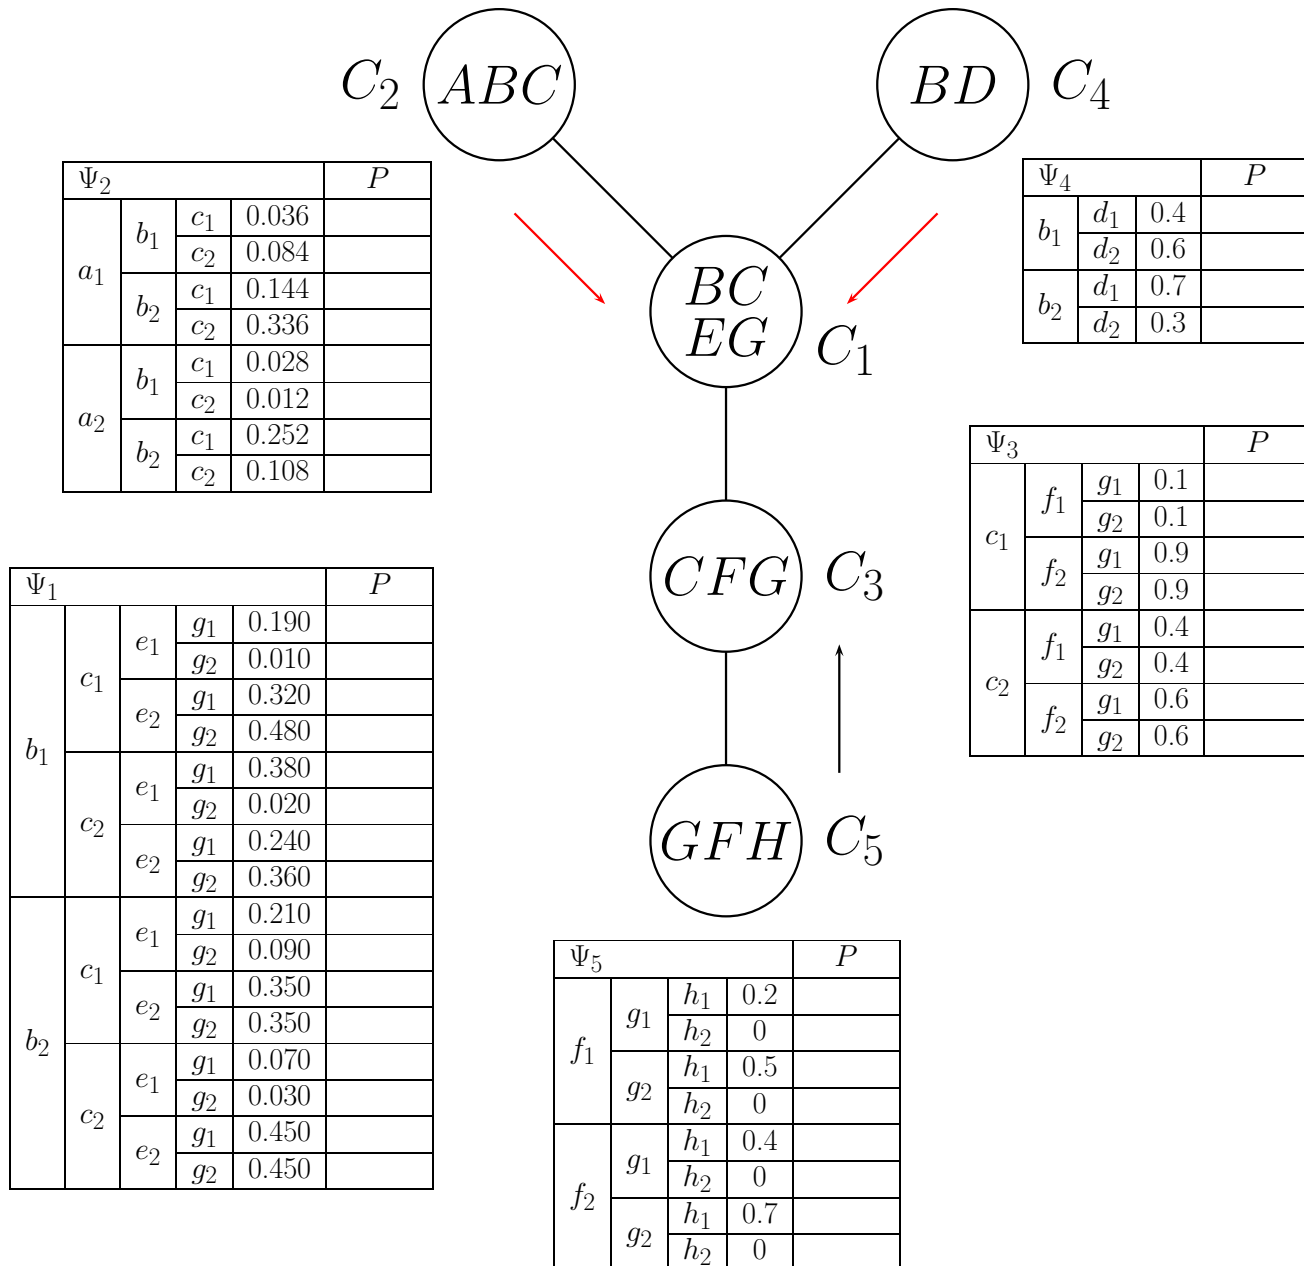 C2 ABC
BD C4
Ψ2 P
a1 b1 c1 0.036
c2 0.084
b2 c1 0.144
c2 0.336
a2 b1 c1 0.028
c2 0.012
b2 c1 0.252
c2 0.108
Ψ4 P
b1 d1 0.4
d2 0.6
b2 d1 0.7
d2 0.3
BC
EG
C1
Ψ3 P
c1 f1 g1 0.1
g2 0.1
f2 g1 0.9
g2 0.9
c2 f1 g1 0.4
g2 0.4
f2 g1 0.6
g2 0.6
CFG C3
Ψ1 P
b1 c1 e1 g1 0.190
g2 0.010
e2 g1 0.320
g2 0.480
c2 e1 g1 0.380
g2 0.020
e2 g1 0.240
g2 0.360
b2 c1 e1 g1 0.210
g2 0.090
e2 g1 0.350
g2 0.350
c2 e1 g1 0.070
g2 0.030
e2 g1 0.450
g2 0.450
GFH C5
Ψ5 P
f1 g1 h1 0.2
h2 0
g2 h1 0.5
h2 0
f2 g1 h1 0.4
h2 0
g2 h1 0.7
h2 0